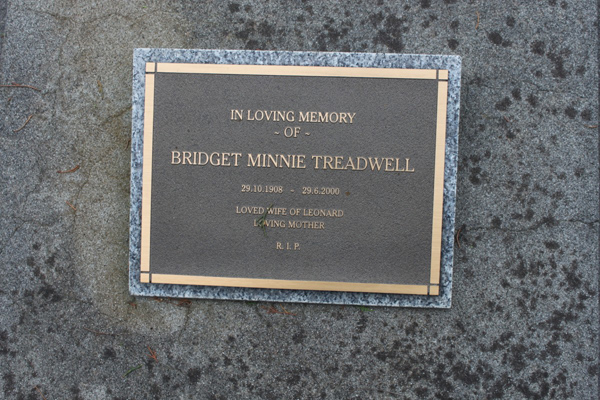 IN LOVING MEMORY
~ OF ~
BRIDGET MINNIE TREADWELL
29.10.1908 - 29.6.2000
LOVED WIFE OF LEONARD
LOVING MOTHER
R. I. P.